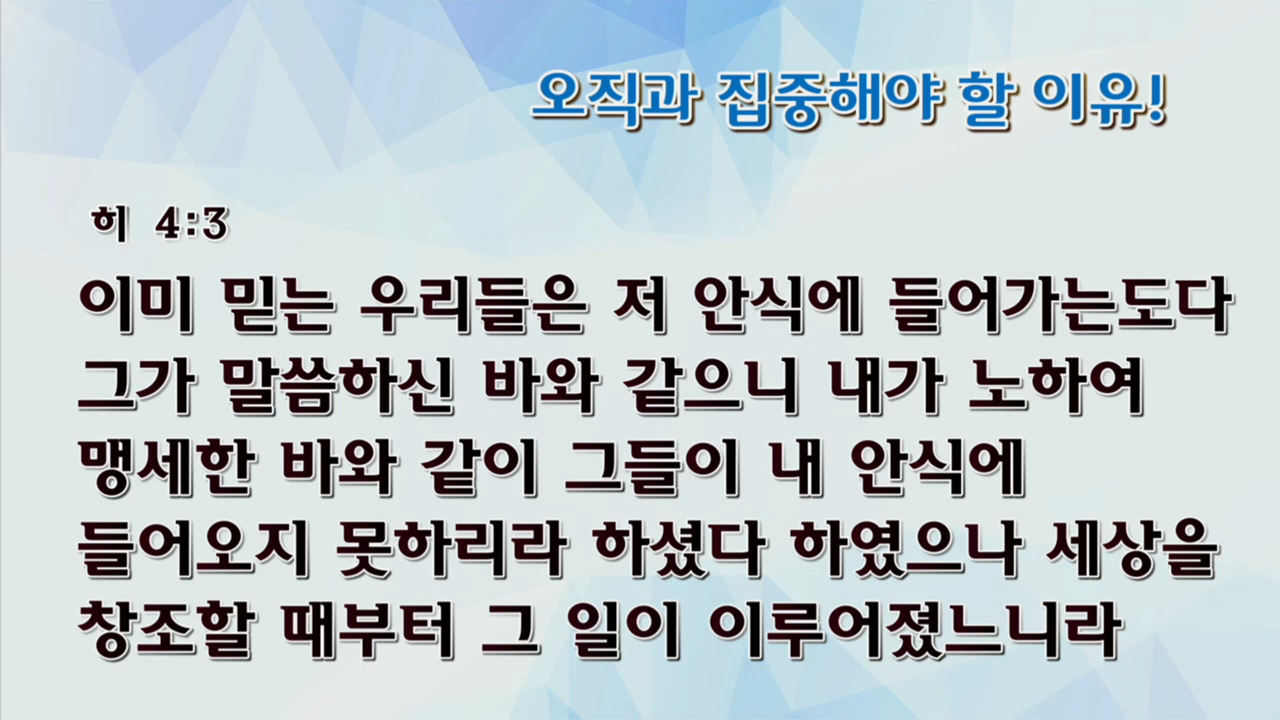 오직과 집중해야 할 이유!
히 4:3
이미 믿는 우리들은 저 안식에 들어가는도다
그가 말씀하신 바와 같으니 내가 노하여
맹세한 바와 같이 그들이 내 안식에
들어오지 못하리라 하셨다 하였으나 세상을
창조할 때부터 그 일이 이루어졌느니라